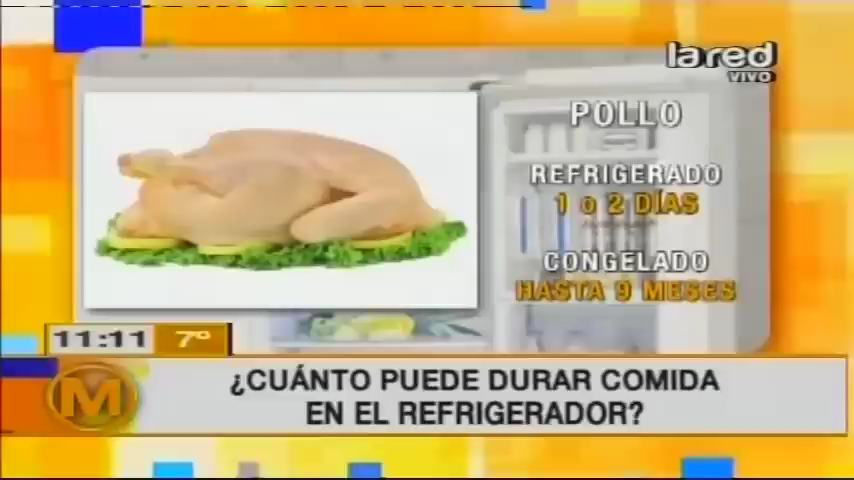 la red
VIVO
POLLO
REFRIGERADO
1 o 2 DÍAS
CONGELADO
HASTA 9 MESES
11:11 7º
M
¿CUÁNTO PUEDE DURAR COMIDA
EN EL REFRIGERADOR?